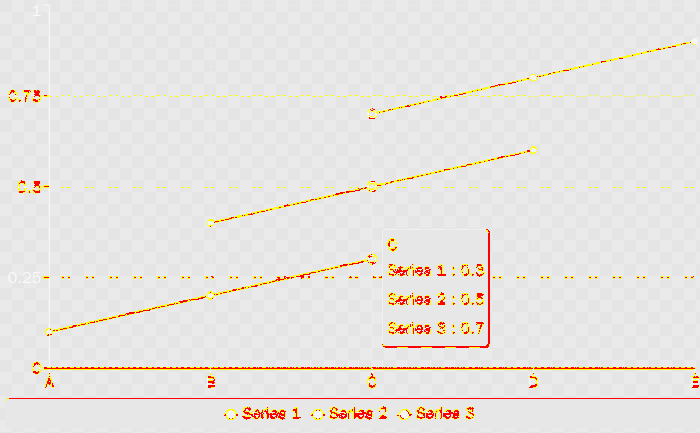 1
0.75
0.5
0.25
0
C
Series 1 : 0.3
Series 2 : 0.5
Series 3 : 0.7
A B C D E
Series 1 Series 2 Series 3